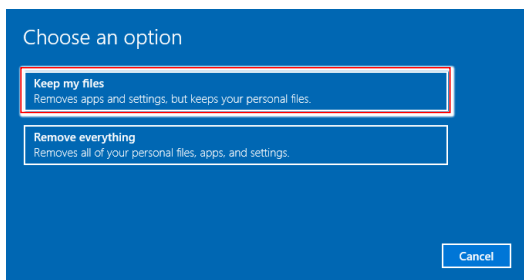 Choose an option
Keep my files
Removes apps and settings, but keeps your personal files.
Remove everything
Removes all of your personal files, apps, and settings.
Cancel